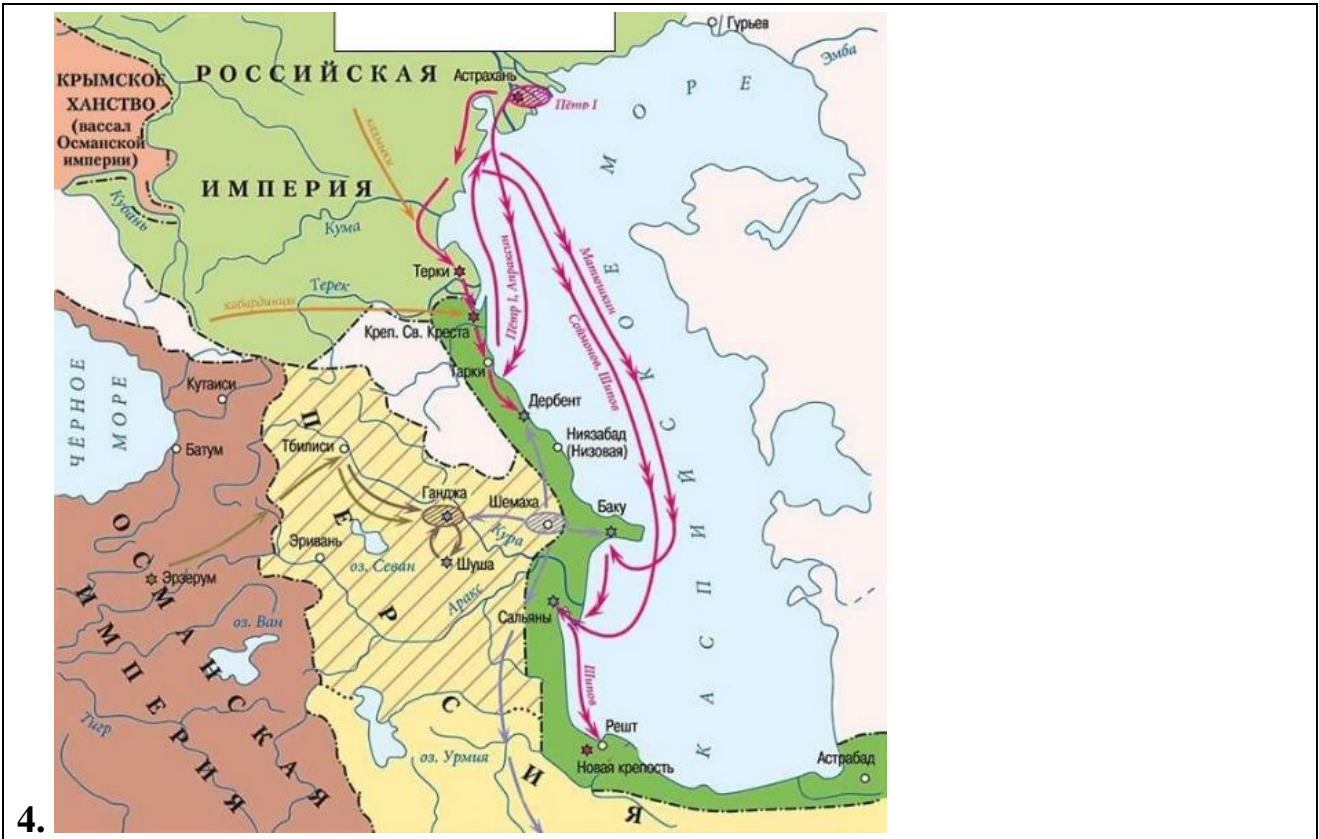 Гурьев
Эмба
КРЫМСКОЕ
ХАНСТВО
(вассал
Османской
империи)
РОССИЙСКАЯ
Астрахань
Пётр I
калмыки
ИМПЕРИЯ
Кубань
Кума
Терки
Терек
кабардинцы
Креп. Св. Креста
Пётр I, Апраксин
Матюшкин
Соймонов, Шипов
КАСПИЙСКОЕ МОРЕ
Тарки
ЧЁРНОЕ
МОРЕ
Кутаиси
Дербент
Батум
Тбилиси
Ниязабад
(Низовая)
Ганджа
Шемаха
Баку
Кура
Эривань
оз. Севан
Шуша
Эрзерум
Аракс
Сальяны
оз. Ван
ОСМАНСКАЯ
ИМПЕРИЯ
ПЕРСИЯ
Шипов
Тигр
оз. Урмия
Решт
Новая крепость
Астрабад
4.